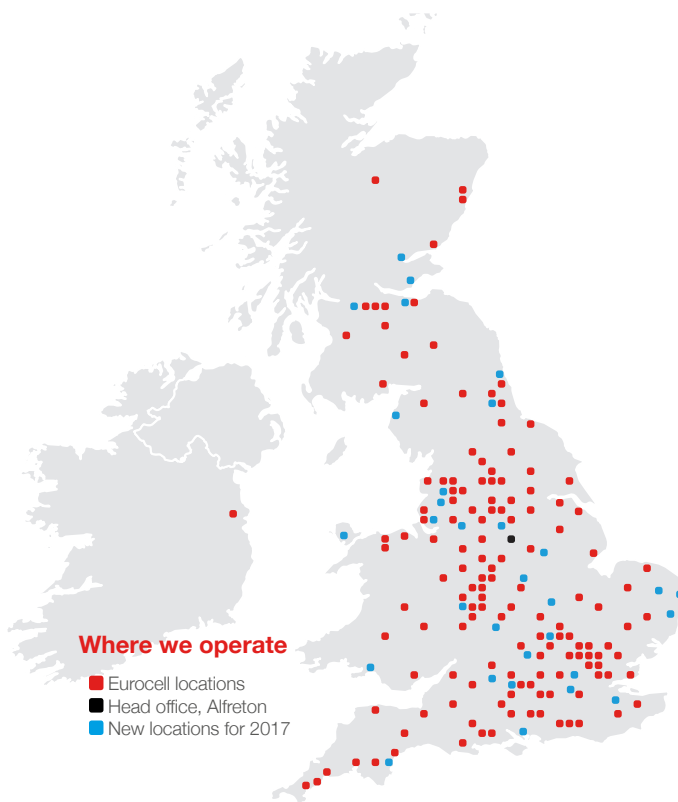 Where we operate
Eurocell locations
Head office, Alfreton
New locations for 2017